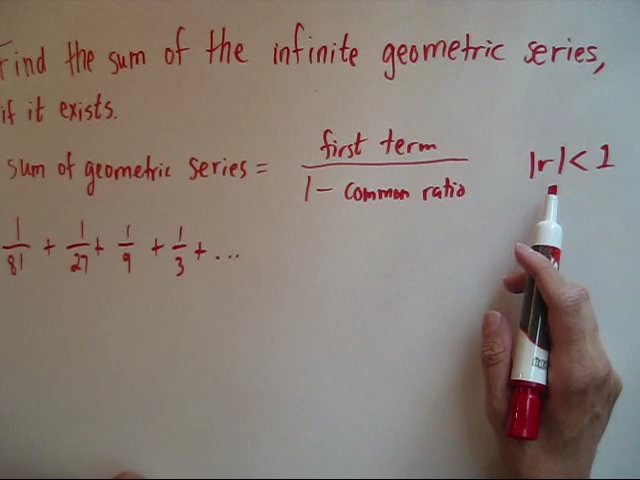 Find the sum of the infinite geometric series,
if it exists.
sum of geometric series = first term / 1 - common ratio |r| < 1
1/81 + 1/27 + 1/9 + 1/3 + ...